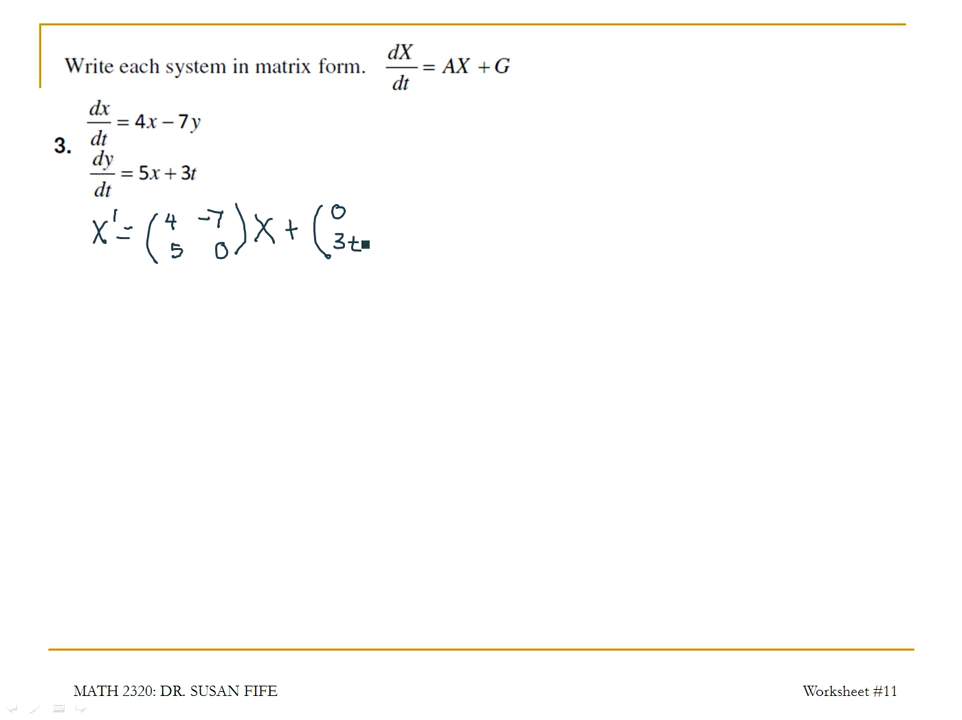 Write each system in matrix form. dX/dt = AX + G
3. dx/dt = 4x − 7y
dy/dt = 5x + 3t
X' = (4 -7
5 0) X + (0
3t
MATH 2320: DR. SUSAN FIFE Worksheet #11